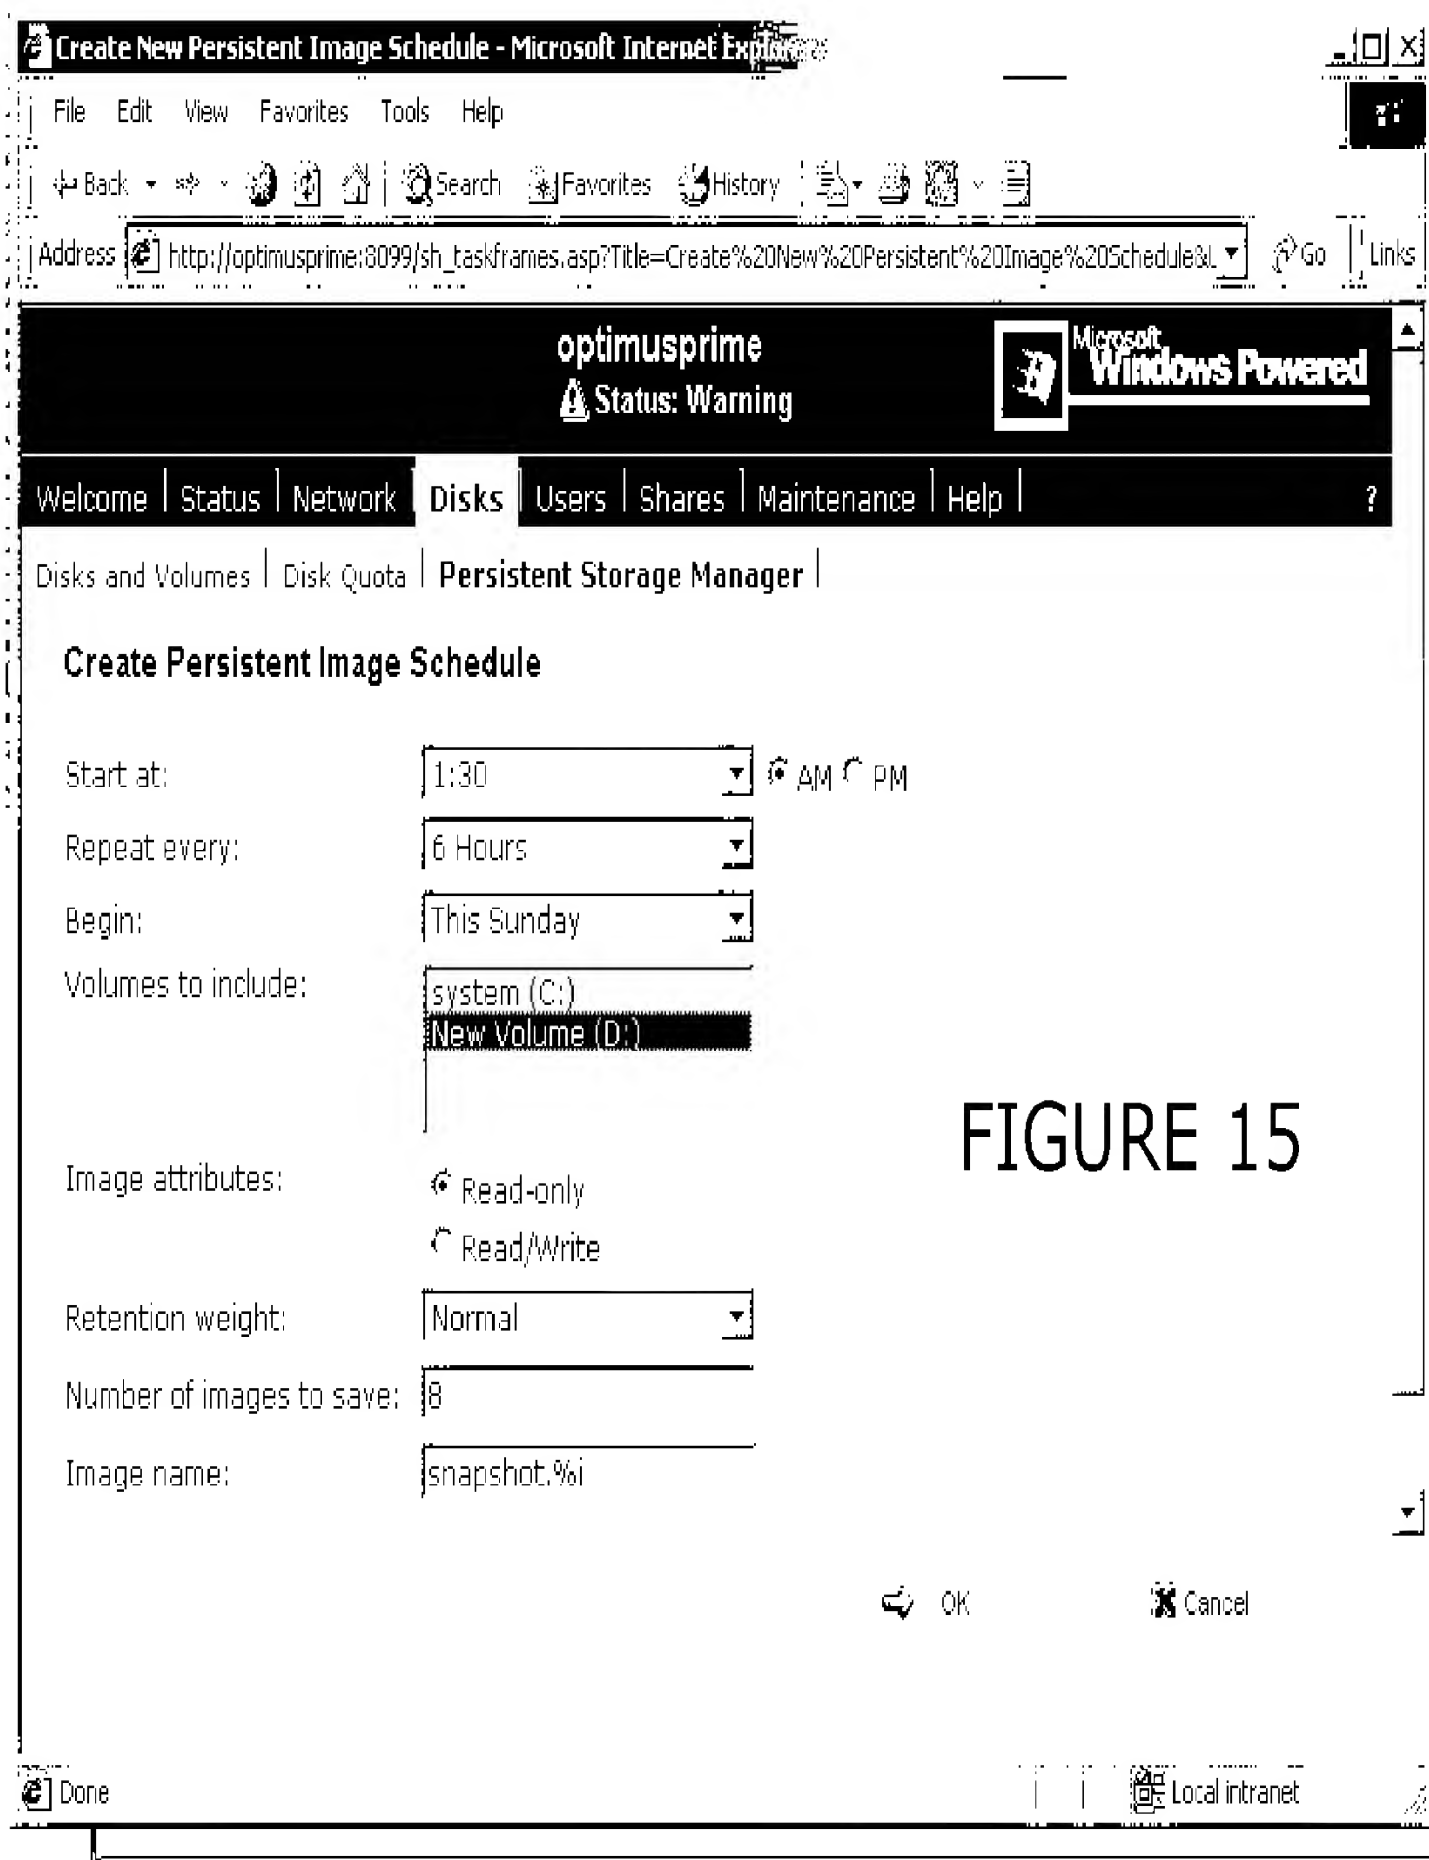 Create New Persistent Image Schedule - Microsoft Internet Explorer
File Edit View Favorites Tools Help
Back Search Favorites History
Address http://optimusprime:8099/sh_taskframes.asp?Title=Create%20New%20Persistent%20Image%20Schedule&L Go Links
optimusprime
Status: Warning
Microsoft
Windows Powered
Welcome Status Network Disks Users Shares Maintenance Help ?
Disks and Volumes Disk Quota Persistent Storage Manager
Create Persistent Image Schedule
Start at: 1:30 AM PM
Repeat every: 6 Hours
Begin: This Sunday
Volumes to include: system (C:)
New Volume (D:)
FIGURE 15
Image attributes: Read-only
Read/Write
Retention weight: Normal
Number of images to save: 8
Image name: snapshot.%i
OK Cancel
Done Local intranet